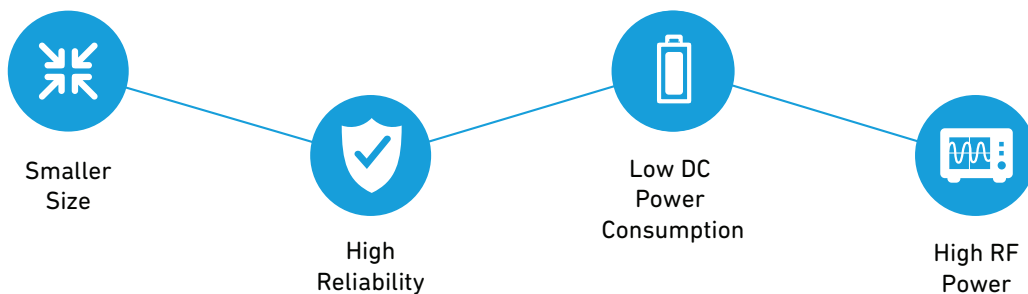 Smaller
Size
High
Reliability
Low DC
Power
Consumption
High RF
Power